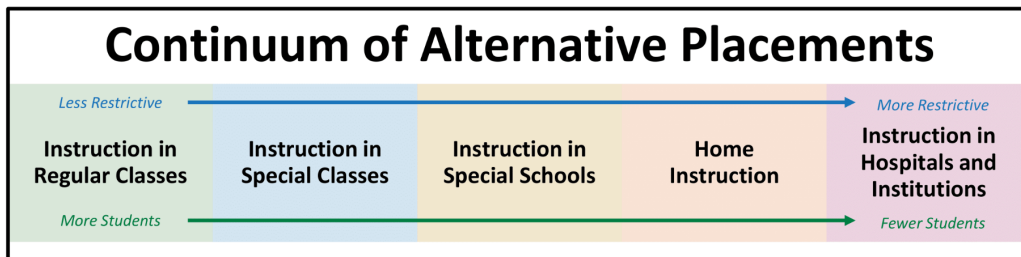 Continuum of Alternative Placements
Less Restrictive
More Restrictive
Instruction in
Regular Classes
Instruction in
Special Classes
Instruction in
Special Schools
Home
Instruction
Instruction in
Hospitals and
Institutions
More Students
Fewer Students